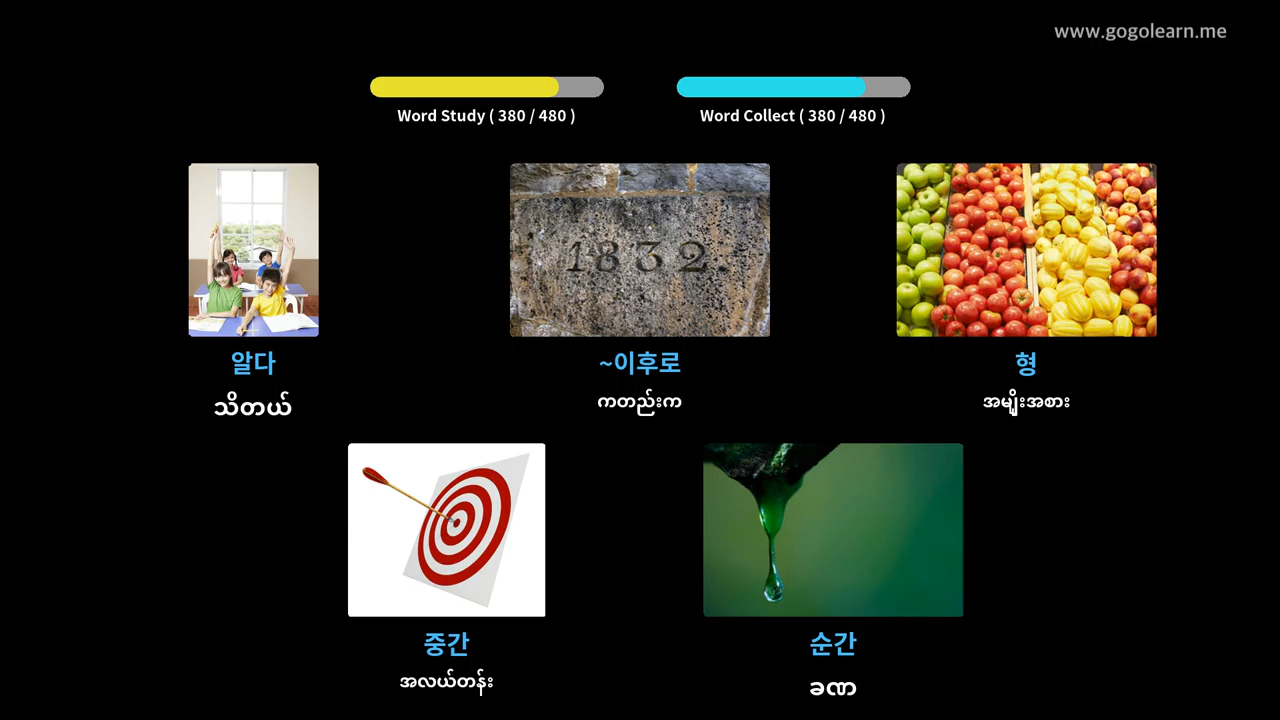 www.gogolearn.me
Word Study ( 380 / 480 )
Word Collect ( 380 / 480 )
1832.
알다
~이후로
형
သိတယ်
ကတည်းက
အမျိုးအစား
중간
순간
အလယ်တန်း
ခဏ